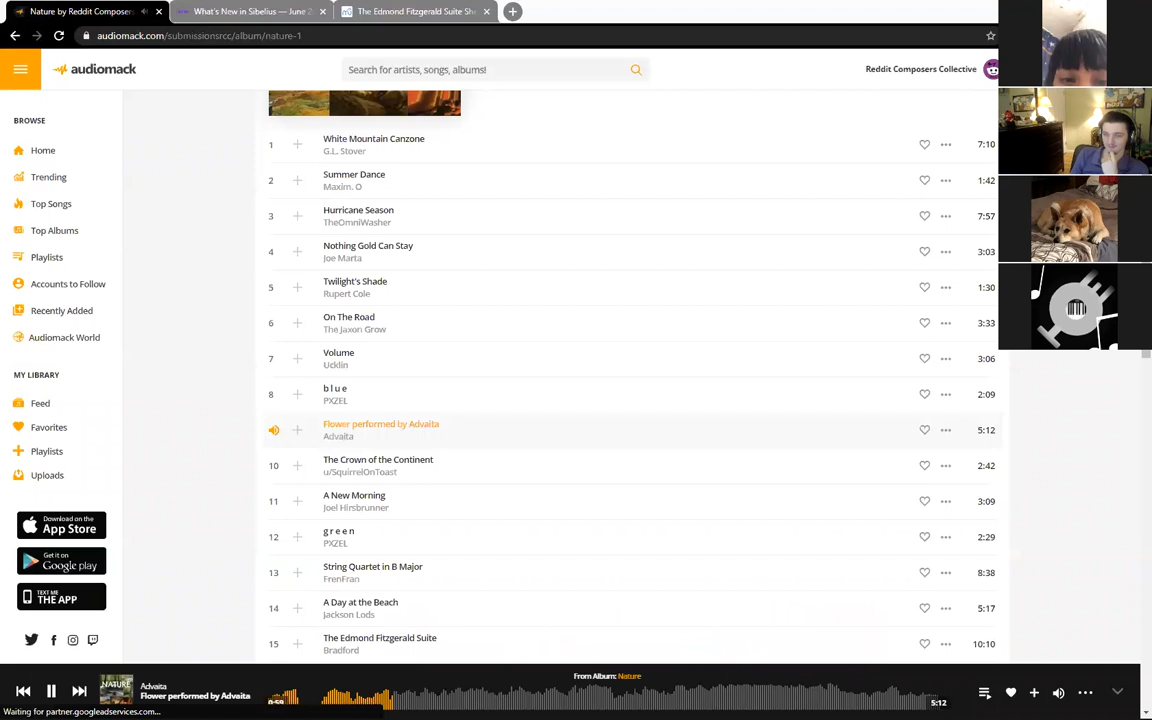 Nature by Reddit Composers
What's New in Sibelius — June 2
The Edmond Fitzgerald Suite Sh
audiomack.com/submissionsrcc/album/nature-1
audiomack
Search for artists, songs, albums!
Reddit Composers Collective
BROWSE
Home
Trending
Top Songs
Top Albums
Playlists
Accounts to Follow
Recently Added
Audiomack World
MY LIBRARY
Feed
Favorites
Playlists
Uploads
Download on the
App Store
Get it on
Google play
TEXT ME
THE APP
1 White Mountain Canzone 7:10
G.L. Stover
2 Summer Dance 1:42
Maxim. O
3 Hurricane Season 7:57
TheOmniWasher
4 Nothing Gold Can Stay 3:03
Joe Marta
5 Twilight's Shade 1:30
Rupert Cole
6 On The Road 3:33
The Jaxon Grow
7 Volume 3:06
Ucklin
8 b l u e 2:09
PXZEL
Flower performed by Advaita 5:12
Advaita
10 The Crown of the Continent 2:42
u/SquirrelOnToast
11 A New Morning 3:09
Joel Hirsbrunner
12 g r e e n 2:29
PXZEL
13 String Quartet in B Major 8:38
FrenFran
14 A Day at the Beach 5:17
Jackson Lods
15 The Edmond Fitzgerald Suite 10:10
Bradford
From Album: Nature
NATURE
Advaita
Flower performed by Advaita
0:59
5:12
Waiting for partner.googleadservices.com...